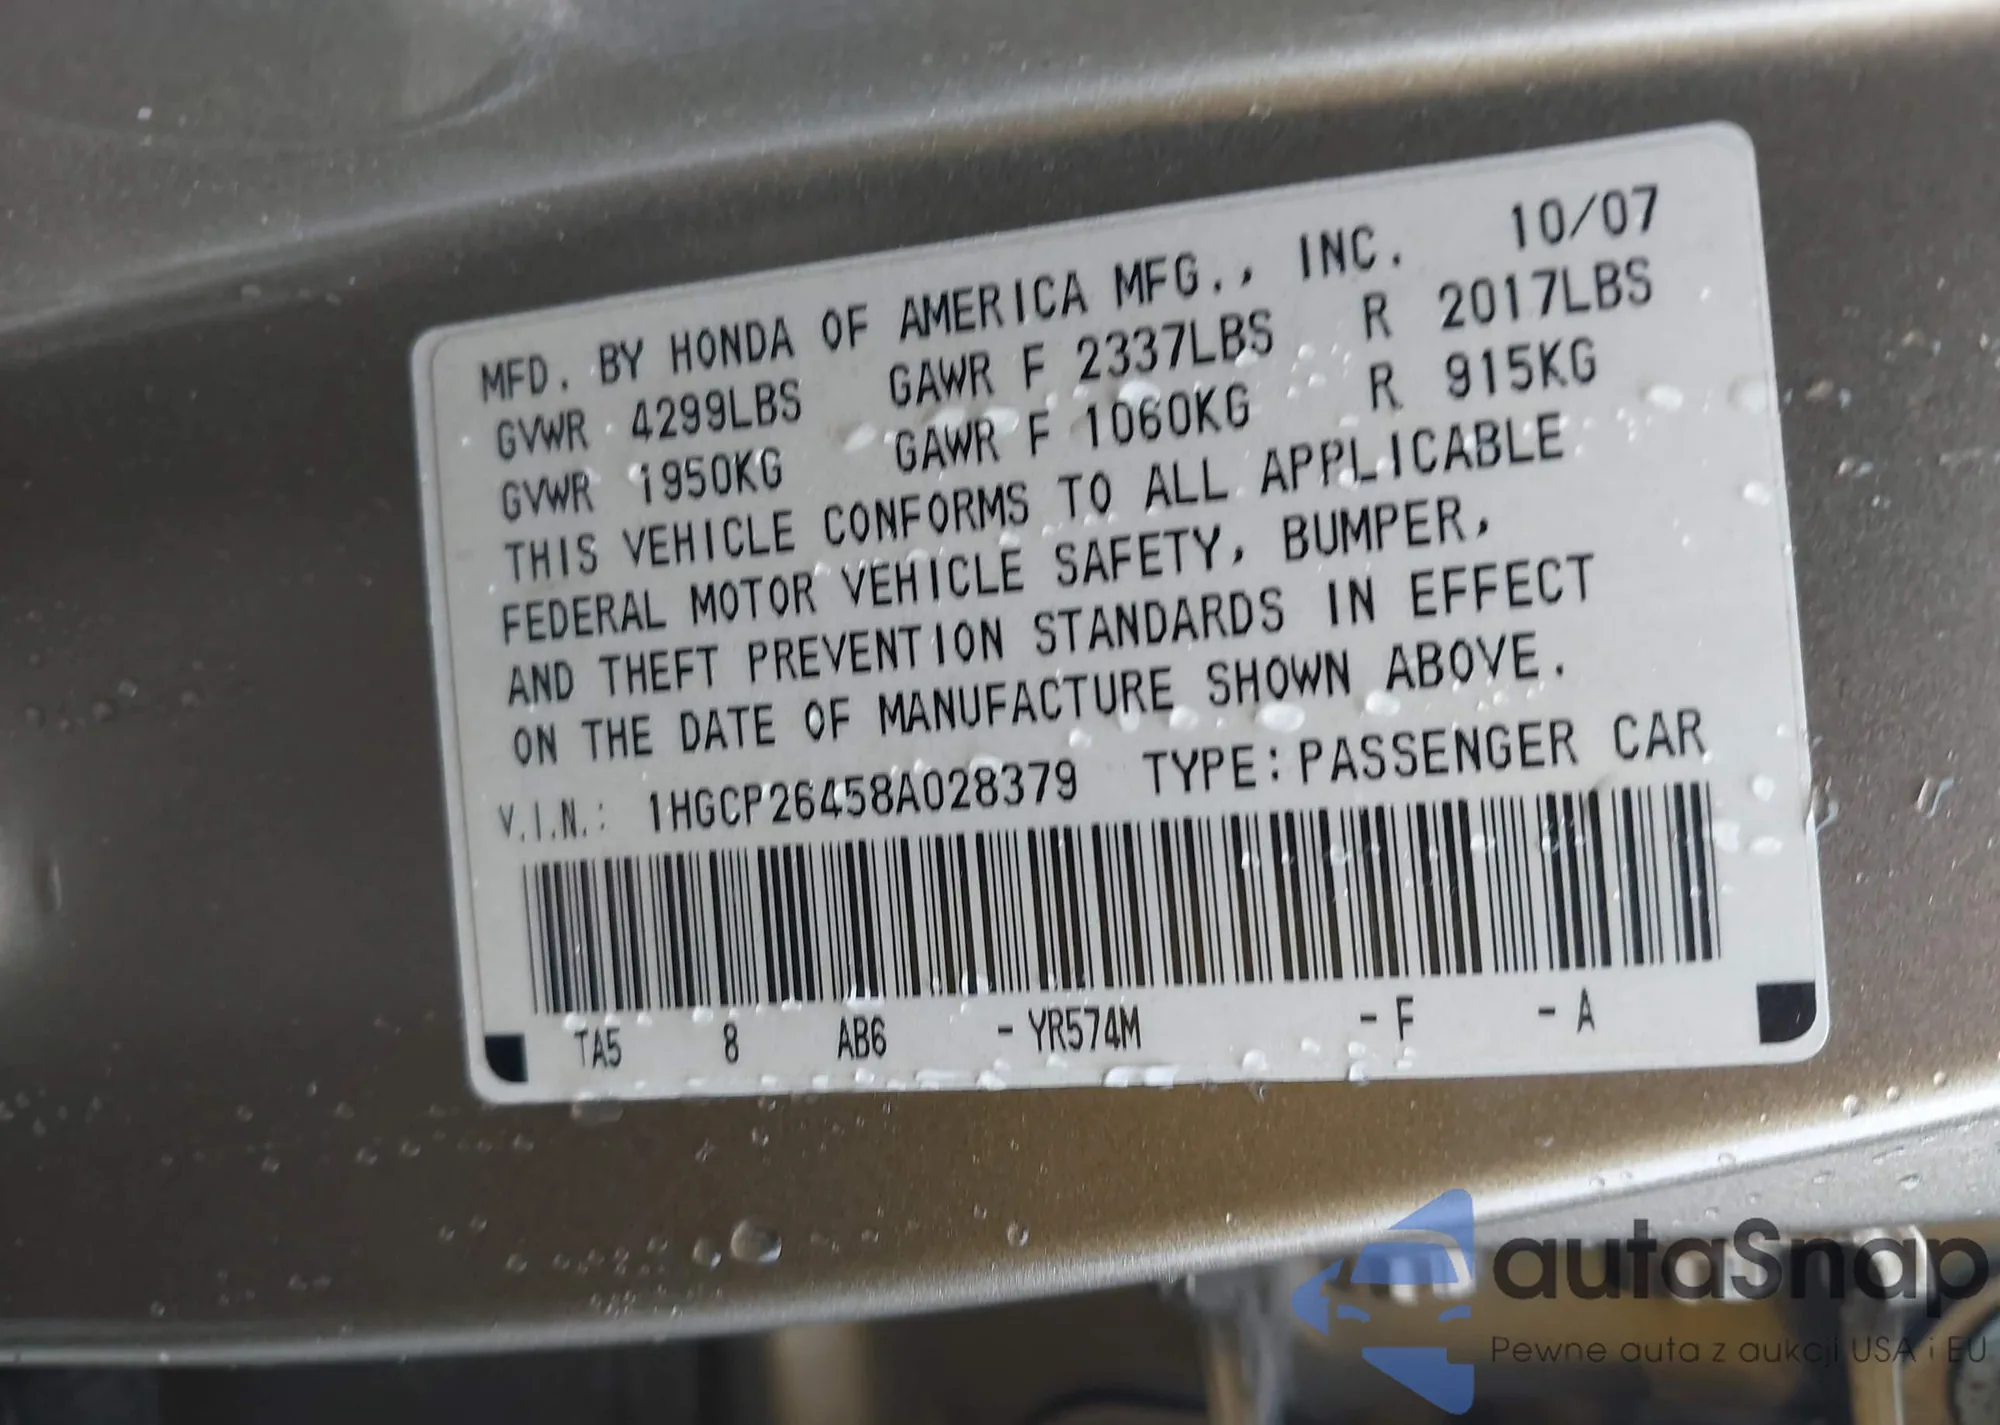 MFD. BY HONDA OF AMERICA MFG., INC. 10/07
GVWR 4299LBS GAWR F 2337LBS R 2017LBS
GVWR 1950KG GAWR F 1060KG R 915KG
THIS VEHICLE CONFORMS TO ALL APPLICABLE
FEDERAL MOTOR VEHICLE SAFETY, BUMPER,
AND THEFT PREVENTION STANDARDS IN EFFECT
ON THE DATE OF MANUFACTURE SHOWN ABOVE.
V.I.N.: 1HGCP26458A028379 TYPE: PASSENGER CAR
TA5 8 AB6 - YR574M - F - A
autaSnap
Pewne auta z aukcji USA i EU